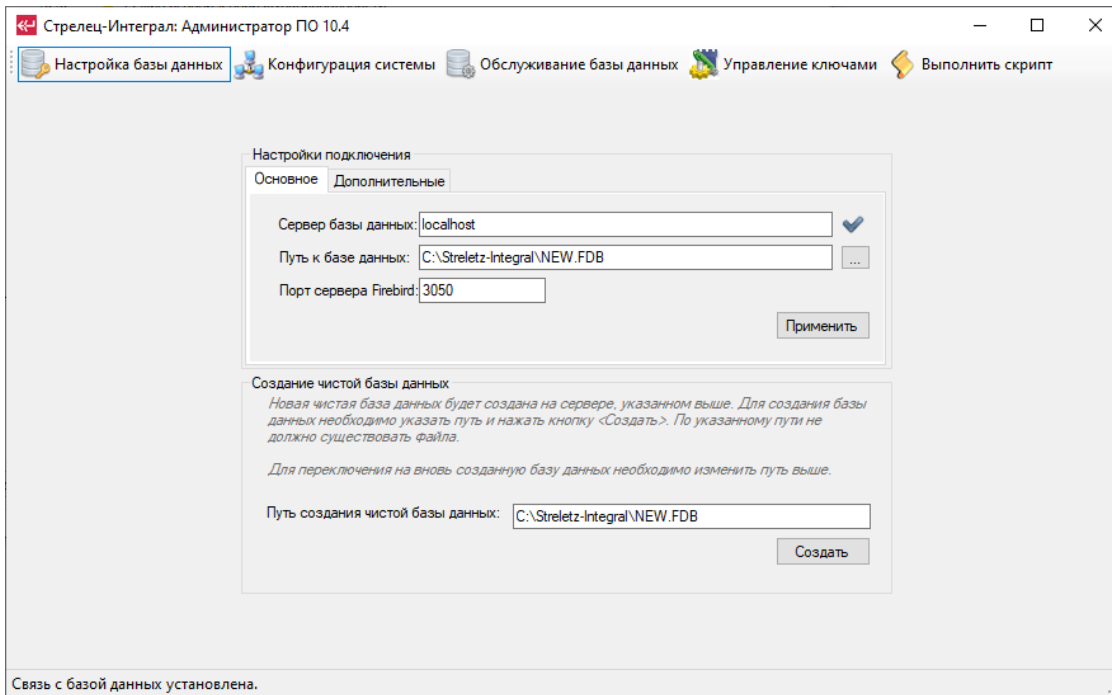 Стрелец-Интеграл: Администратор ПО 10.4
Настройка базы данных Конфигурация системы Обслуживание базы данных Управление ключами Выполнить скрипт
Настройки подключения
Основное Дополнительные
Сервер базы данных: localhost
Путь к базе данных: C:\Streletz-Integral\NEW.FDB ...
Порт сервера Firebird: 3050
Применить
Создание чистой базы данных
Новая чистая база данных будет создана на сервере, указанном выше. Для создания базы
данных необходимо указать путь и нажать кнопку <Создать>. По указанному пути не
должно существовать файла.
Для переключения на вновь созданную базу данных необходимо изменить путь выше.
Путь создания чистой базы данных: C:\Streletz-Integral\NEW.FDB
Создать
Связь с базой данных установлена.